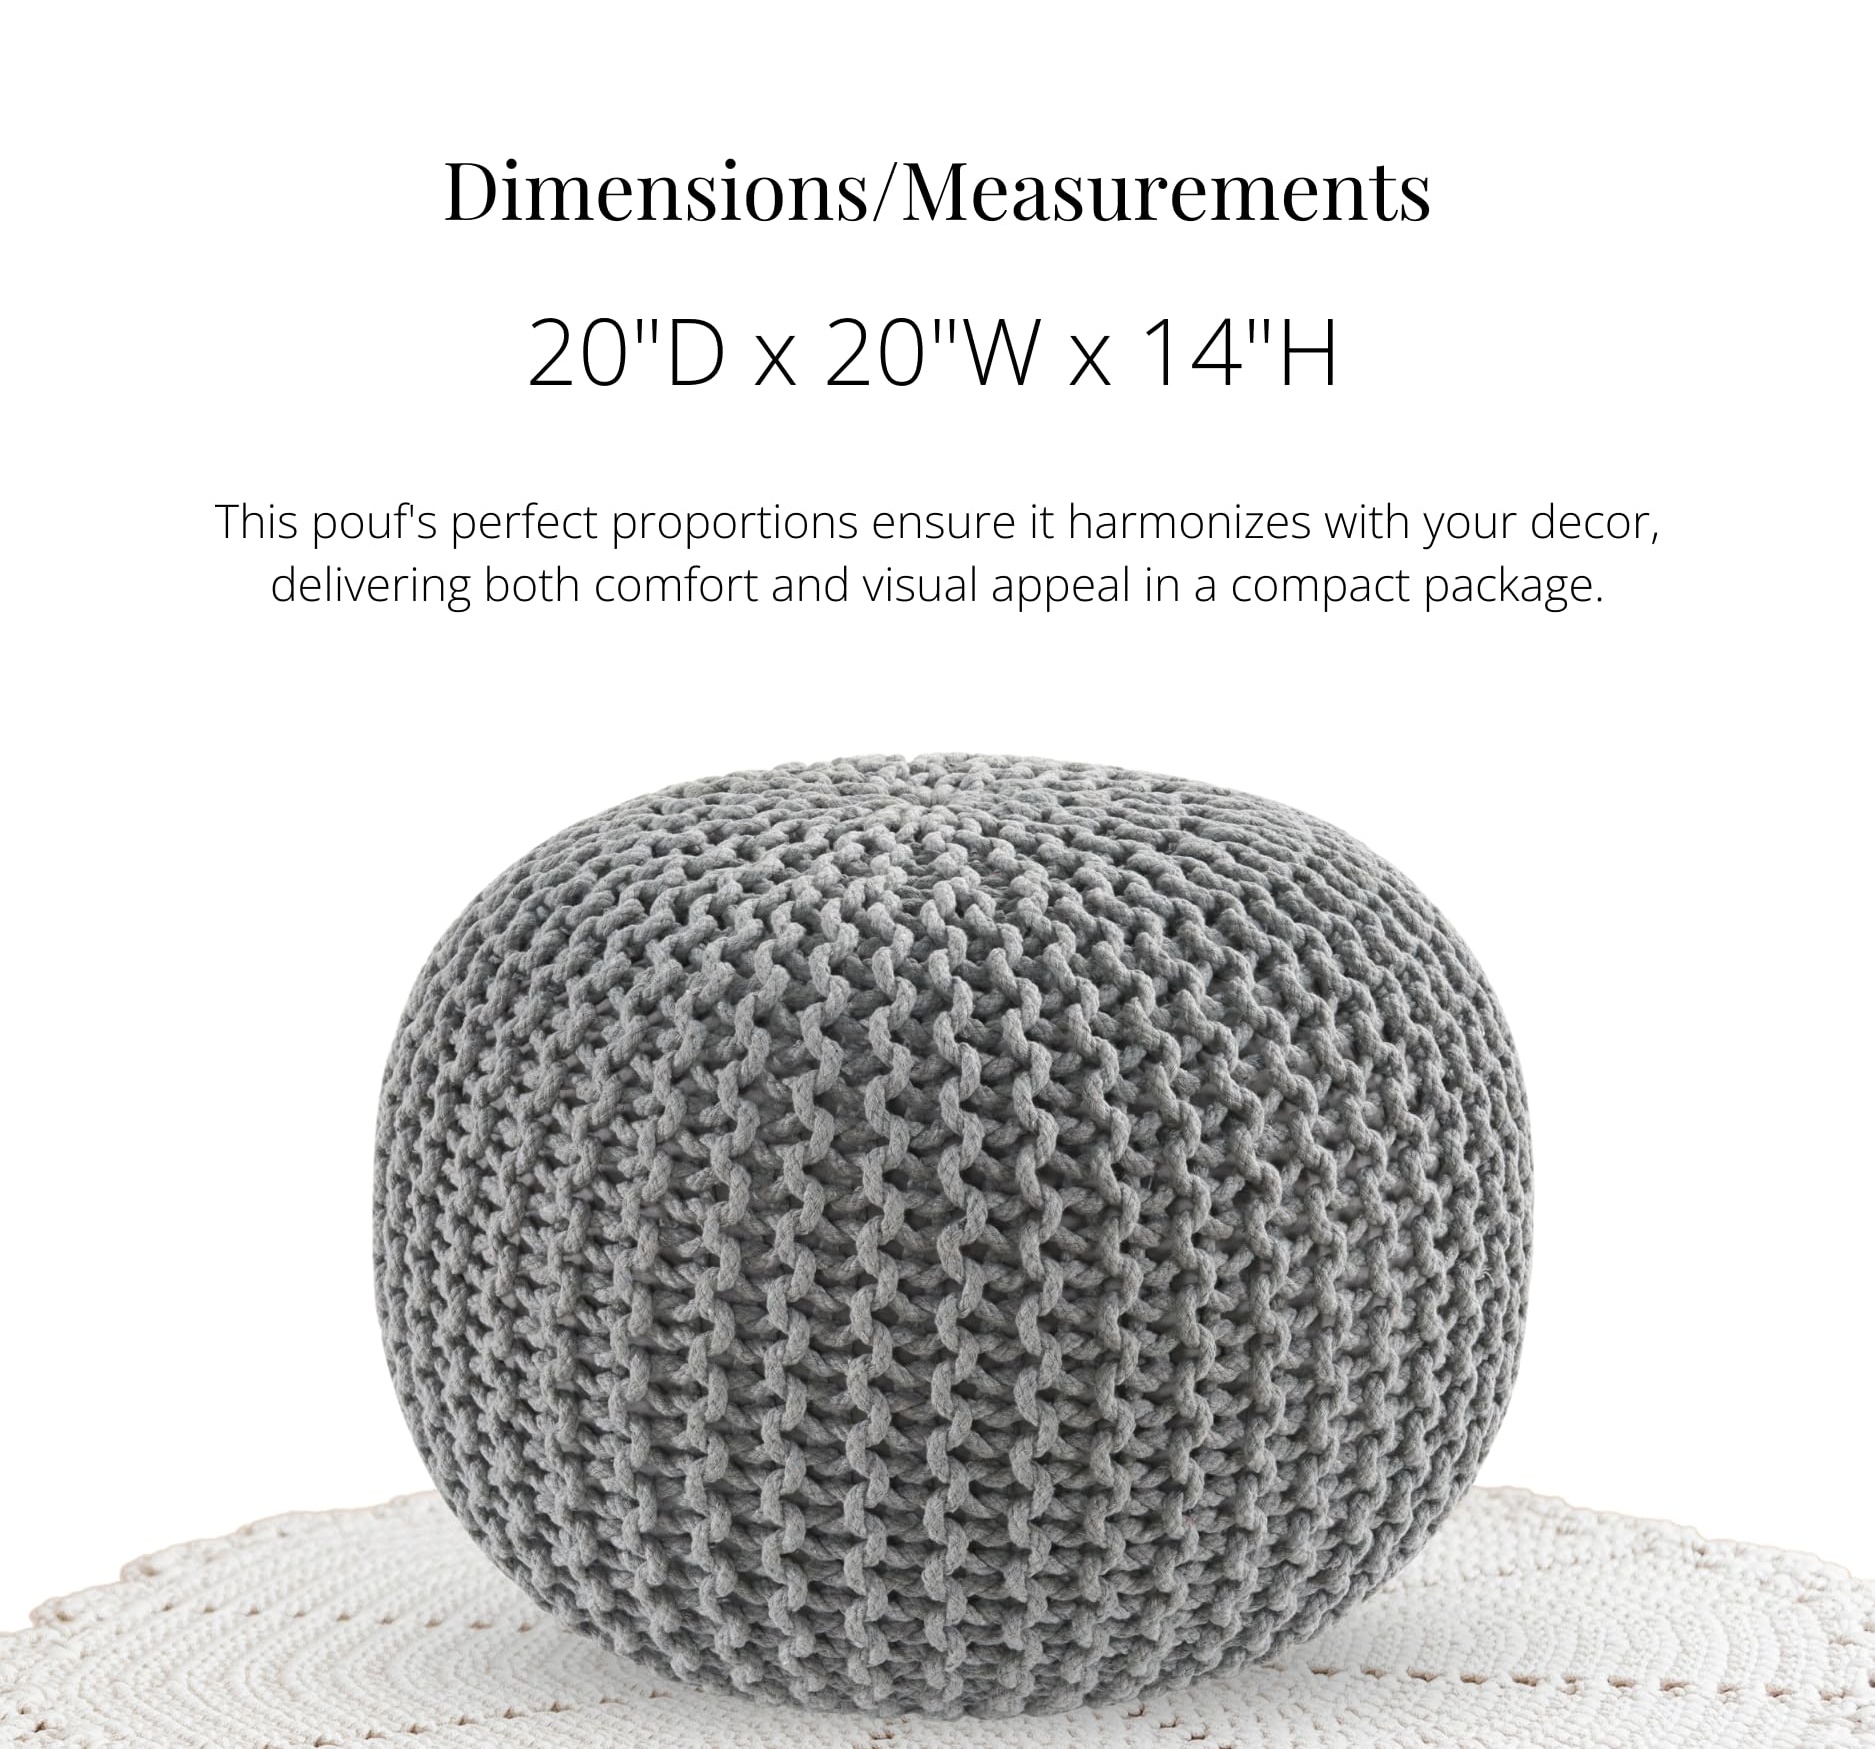 Dimensions/Measurements
20"D x 20"W x 14"H
This pouf's perfect proportions ensure it harmonizes with your decor,
delivering both comfort and visual appeal in a compact package.